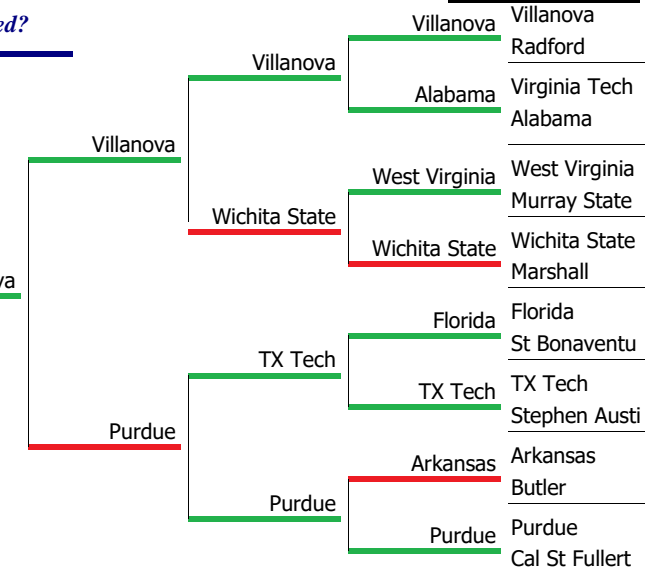 ed?
Villanova
Radford
Virginia Tech
Alabama
West Virginia
Murray State
Wichita State
Marshall
Florida
St Bonaventu
TX Tech
Stephen Austi
Arkansas
Butler
Purdue
Cal St Fullert
Villanova
Alabama
West Virginia
Wichita State
Florida
TX Tech
Arkansas
Purdue
Villanova
Wichita State
TX Tech
Purdue
Villanova
Purdue
va